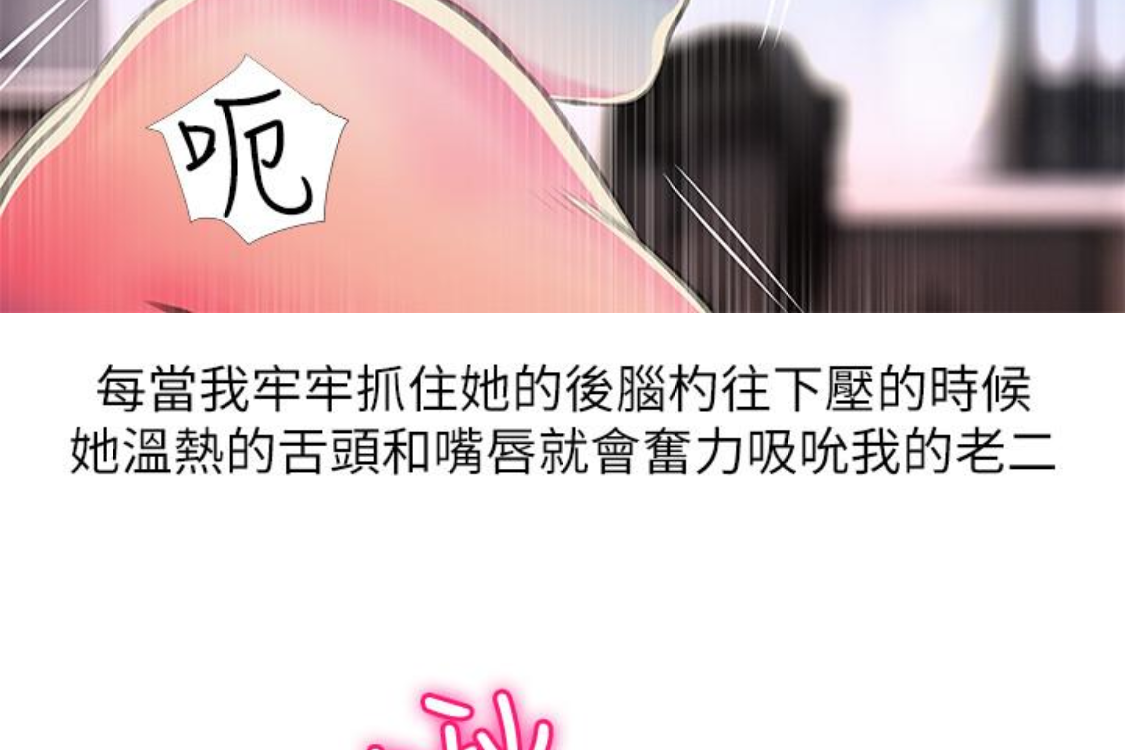 呃
每當我牢牢抓住她的後腦杓往下壓的時候
她溫熱的舌頭和嘴唇就會奮力吸吮我的老二